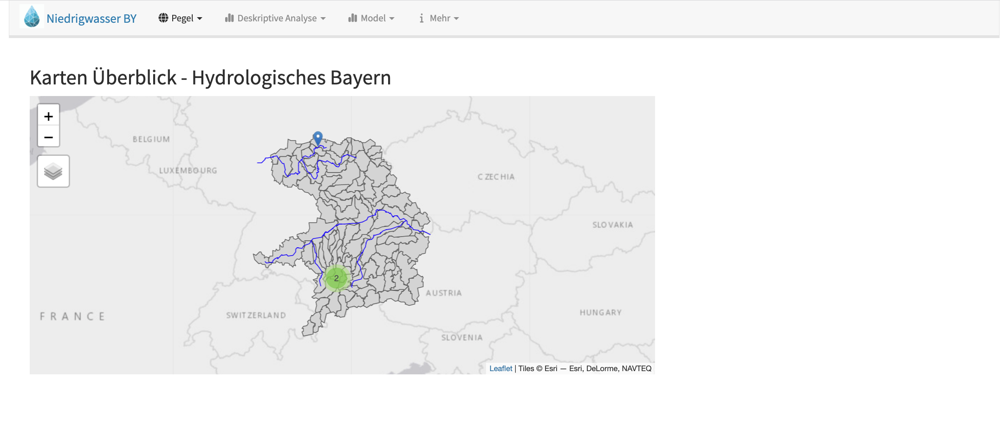 Niedrigwasser BY
Pegel
Deskriptive Analyse
Model
Mehr
Karten Überblick - Hydrologisches Bayern
+
−
BELGIUM
LUXEMBOURG
CZECHIA
SLOVAKIA
2
AUSTRIA
FRANCE
SWITZERLAND
HUNGARY
SLOVENIA
Leaflet | Tiles © Esri — Esri, DeLorme, NAVTEQ